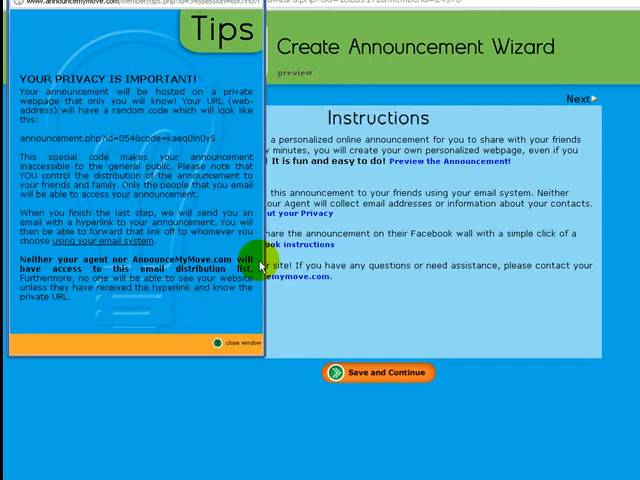 Tips
YOUR PRIVACY IS IMPORTANT!
Your announcement will be hosted on a private
webpage that only you will know! Your URL (web-
address) will have a random code which will look like
this:
announcement.php?id=054&code=kaeq0ln0yS
This special code makes your announcement
inaccessible to the general public. Please note that
YOU control the distribution of the announcement to
your friends and family. Only the people that you email
will be able to access your announcement.
When you finish the last step, we will send you an
email with a hyperlink to your announcement. You will
then be able to forward that link off to whomever you
choose using your email system.
Neither your agent nor AnnounceMyMove.com will
have access to this email distribution list.
Furthermore, no one will be able to see your website
unless they have received the hyperlink and know the
private URL.
close window
Create Announcement Wizard
preview
Next
Instructions
a personalized online announcement for you to share with your friends
minutes, you will create your own personalized webpage, even if you
! It is fun and easy to do! Preview the Announcement!
this announcement to your friends using your email system. Neither
our Agent will collect email addresses or information about your contacts.
ut your Privacy
hare the announcement on their Facebook wall with a simple click of a
ook instructions
r site! If you have any questions or need assistance, please contact your
emymove.com.
Save and Continue